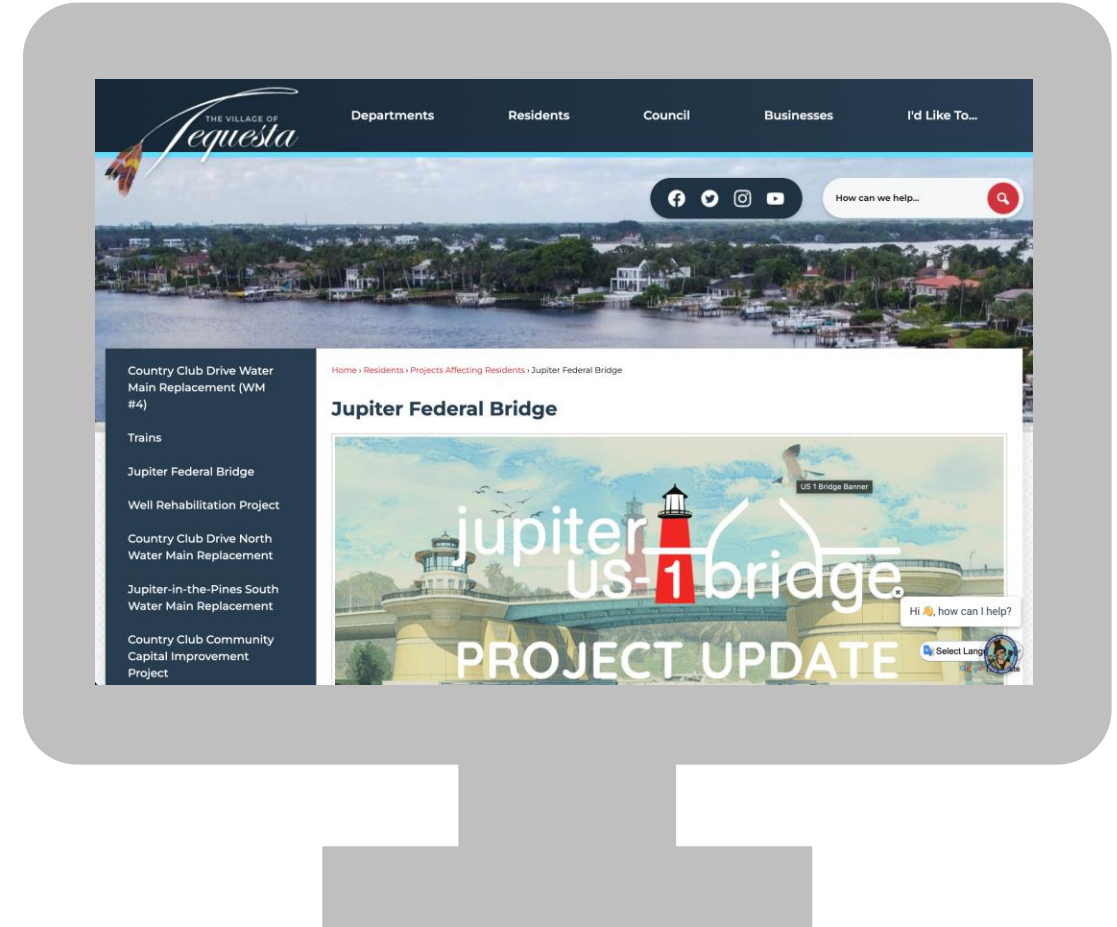 THE VILLAGE OF
Tequesta
Departments Residents Council Businesses I'd Like To...
How can we help...
Country Club Drive Water
Main Replacement (WM
#4)
Trains
Jupiter Federal Bridge
Well Rehabilitation Project
Country Club Drive North
Water Main Replacement
Jupiter-in-the-Pines South
Water Main Replacement
Country Club Community
Capital Improvement
Project
Home › Residents › Projects Affecting Residents › Jupiter Federal Bridge
Jupiter Federal Bridge
US 1 Bridge Banner
jupiter
US-1 bridge
PROJECT UPDATE
Hi 👋, how can I help?
Select Lang